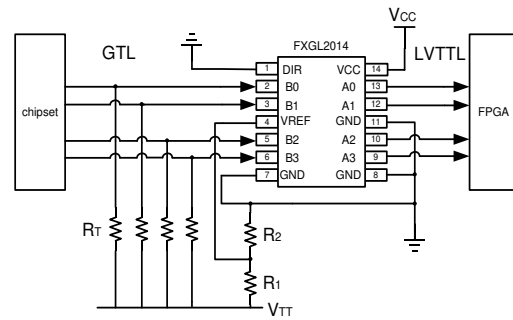 Vcc
GTL
FXGL2014
LVTTL
chipset
FPGA
1 DIR VCC 14
2 B0 A0 13
3 B1 A1 12
4 VREF GND 11
5 B2 A2 10
6 B3 A3 9
7 GND GND 8
RT
R2
R1
VTT